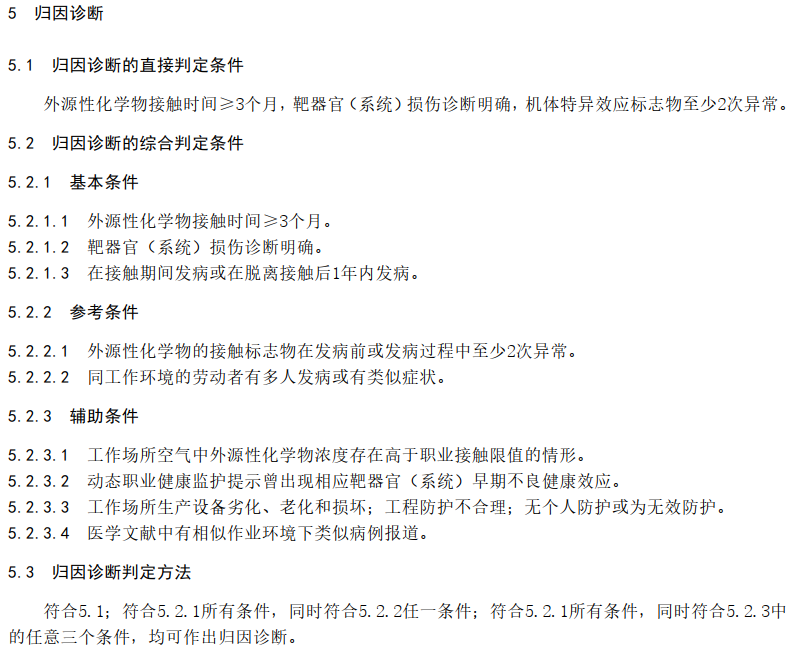 5 归因诊断
5.1 归因诊断的直接判定条件
外源性化学物接触时间≥3个月，靶器官（系统）损伤诊断明确，机体特异效应标志物至少2次异常。
5.2 归因诊断的综合判定条件
5.2.1 基本条件
5.2.1.1 外源性化学物接触时间≥3个月。
5.2.1.2 靶器官（系统）损伤诊断明确。
5.2.1.3 在接触期间发病或在脱离接触后1年内发病。
5.2.2 参考条件
5.2.2.1 外源性化学物的接触标志物在发病前或发病过程中至少2次异常。
5.2.2.2 同工作环境的劳动者有多人发病或有类似症状。
5.2.3 辅助条件
5.2.3.1 工作场所空气中外源性化学物浓度存在高于职业接触限值的情形。
5.2.3.2 动态职业健康监护提示曾出现相应靶器官（系统）早期不良健康效应。
5.2.3.3 工作场所生产设备劣化、老化和损坏；工程防护不合理；无个人防护或为无效防护。
5.2.3.4 医学文献中有相似作业环境下类似病例报道。
5.3 归因诊断判定方法
符合5.1；符合5.2.1所有条件，同时符合5.2.2任一条件；符合5.2.1所有条件，同时符合5.2.3中
的任意三个条件，均可作出归因诊断。